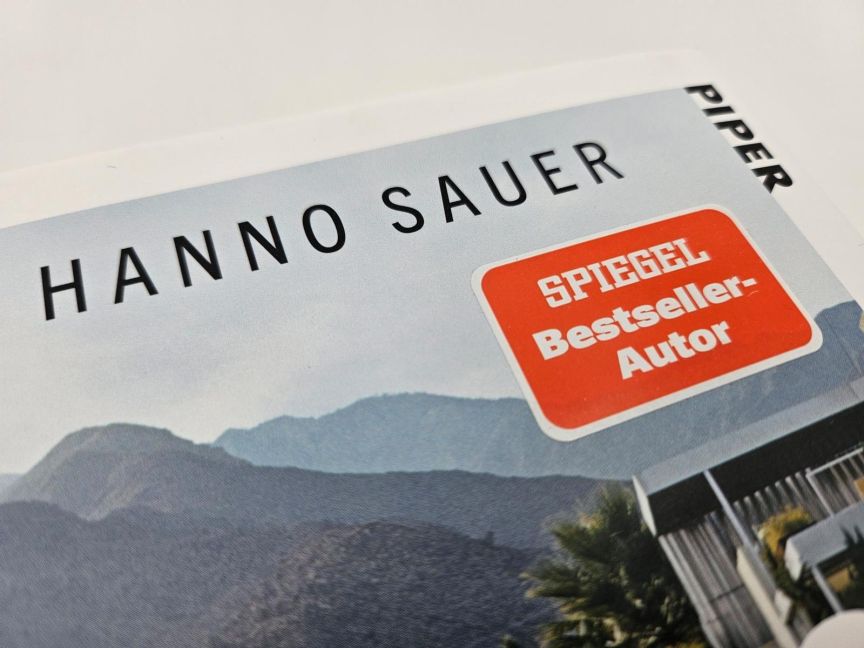 PIPER
HANNO SAUER
SPIEGEL
Bestseller-
Autor